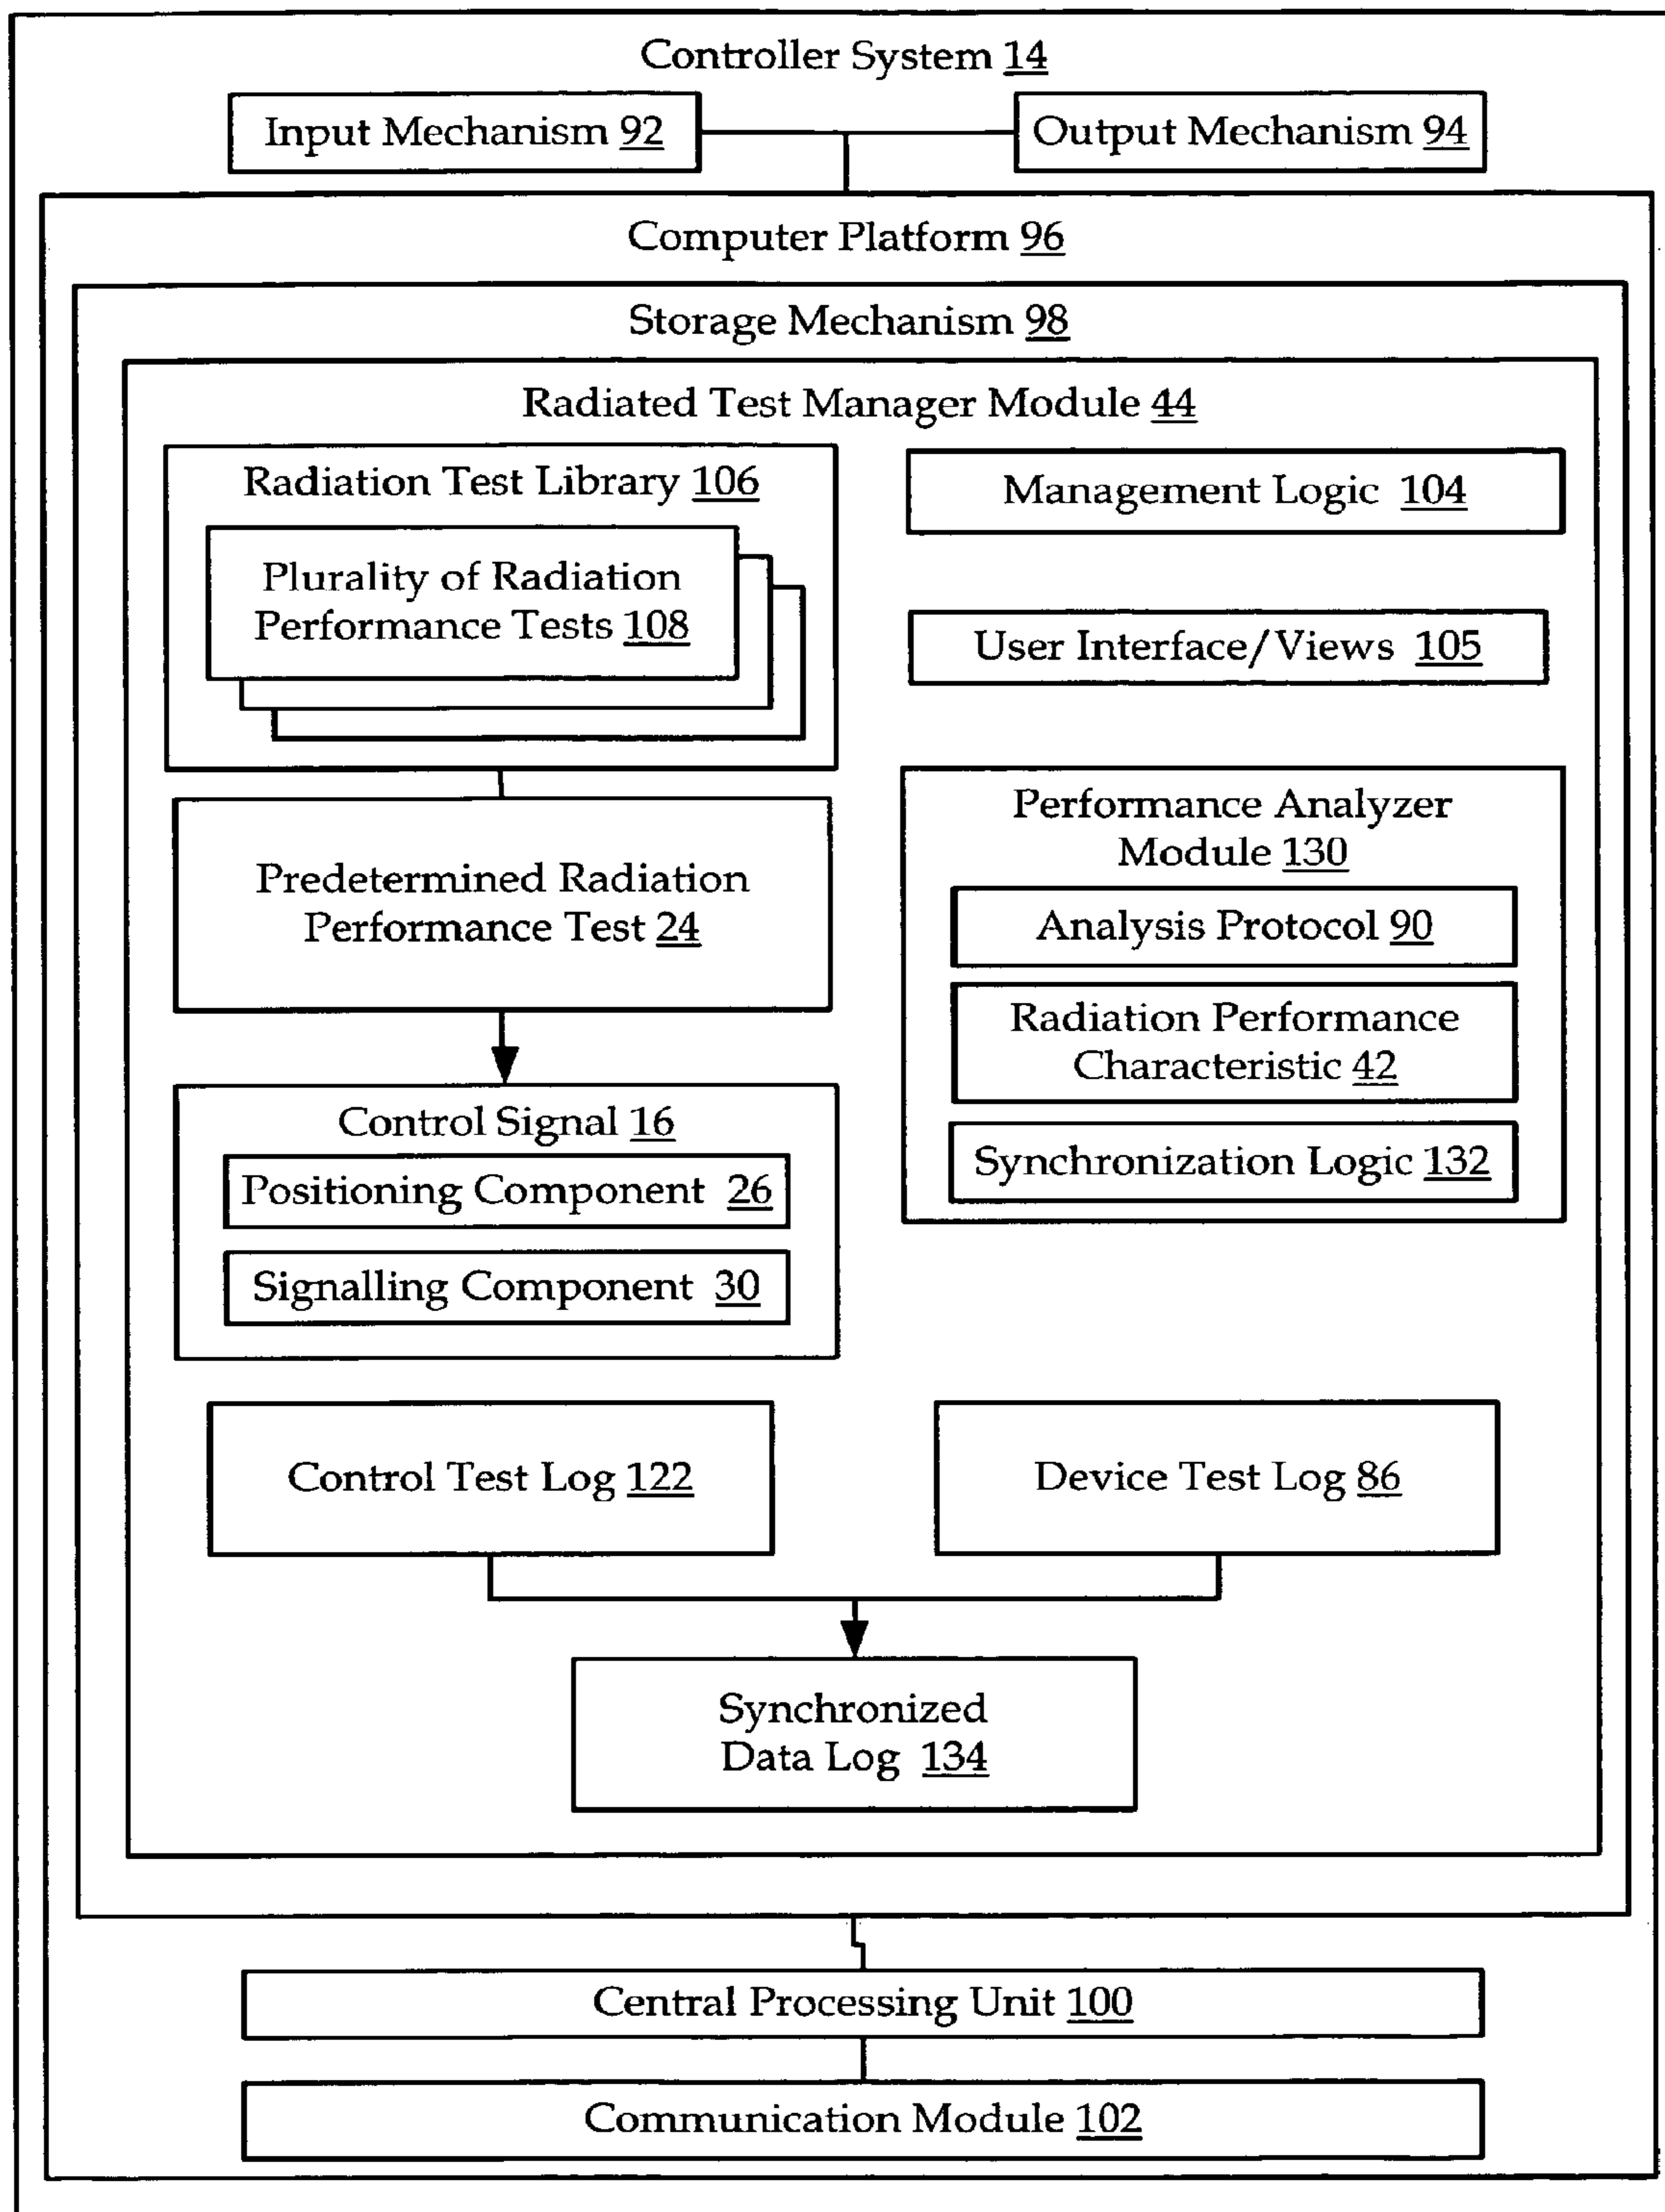 Controller System 14
Input Mechanism 92
Output Mechanism 94
Computer Platform 96
Storage Mechanism 98
Radiated Test Manager Module 44
Radiation Test Library 106
Plurality of Radiation
Performance Tests 108
Management Logic 104
User Interface/Views 105
Predetermined Radiation
Performance Test 24
Performance Analyzer
Module 130
Analysis Protocol 90
Radiation Performance
Characteristic 42
Synchronization Logic 132
Control Signal 16
Positioning Component 26
Signalling Component 30
Control Test Log 122
Device Test Log 86
Synchronized
Data Log 134
Central Processing Unit 100
Communication Module 102